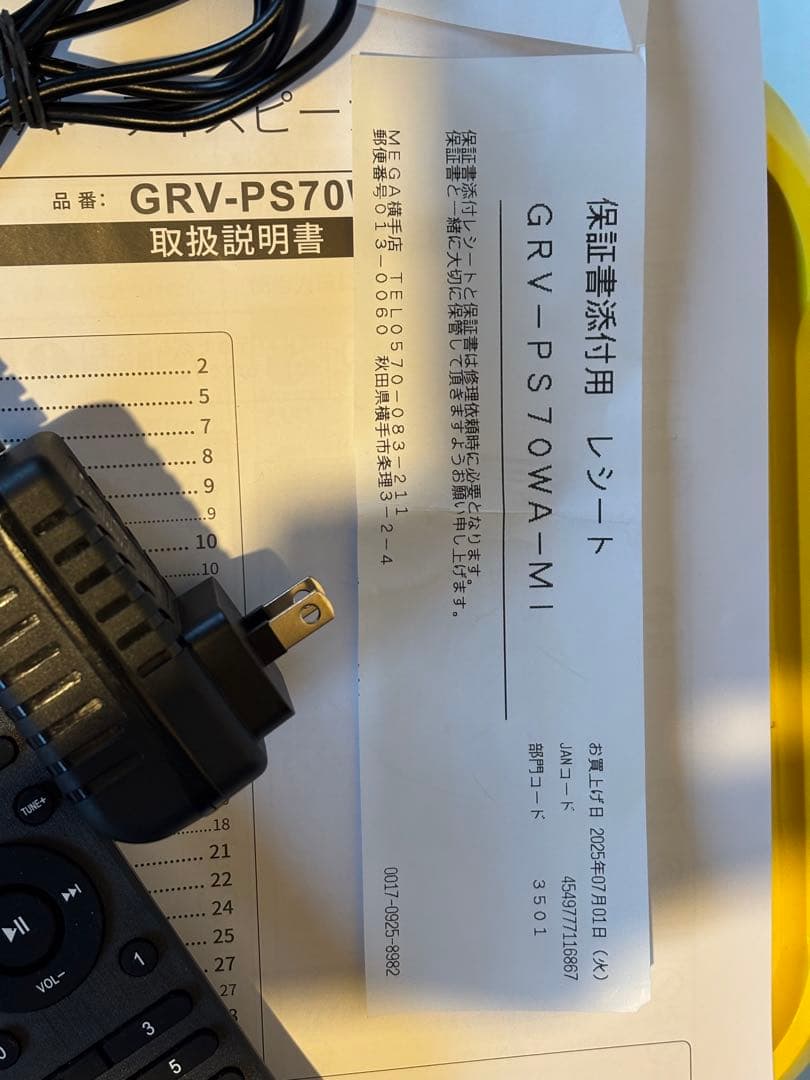 品番: GRV-PS70
取扱説明書
2
5
7
8
9
9
10
10
18
21
22
24
25
27
27
TUNE+
VOL−
1
3
5
保証書添付用 レシート
GRV−PS70WA−MI
保証書添付レシートと保証書は修理依頼時に必要となります。
保証書と一緒に大切に保管して頂きますようお願い申し上げます。
MEGA横手店 TEL0570−083−211
郵便番号013−0060 秋田県横手市条理3−2−4
お買上げ日 2025年07月01日(火)
JANコード 4549777116867
部門コード 3501
0017-0925-8982